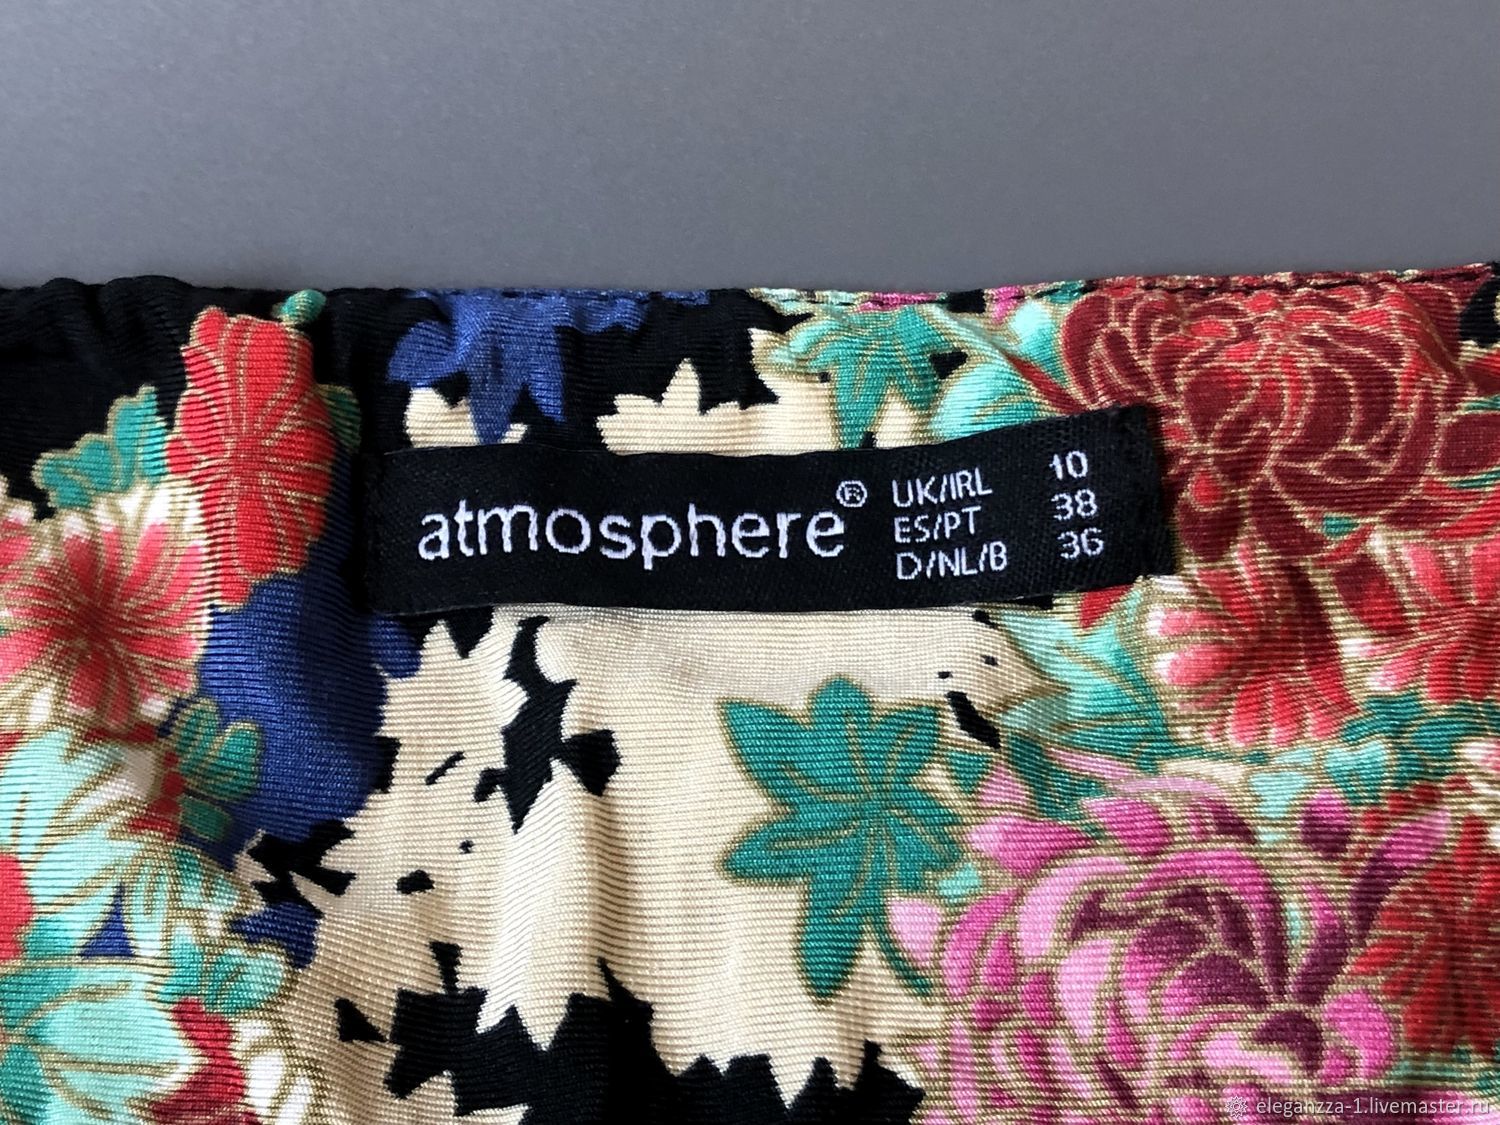 atmosphere®
UK/IRL 10
ES/PT 38
D/NL/B 36
eleganzza-1.livemaster.ru